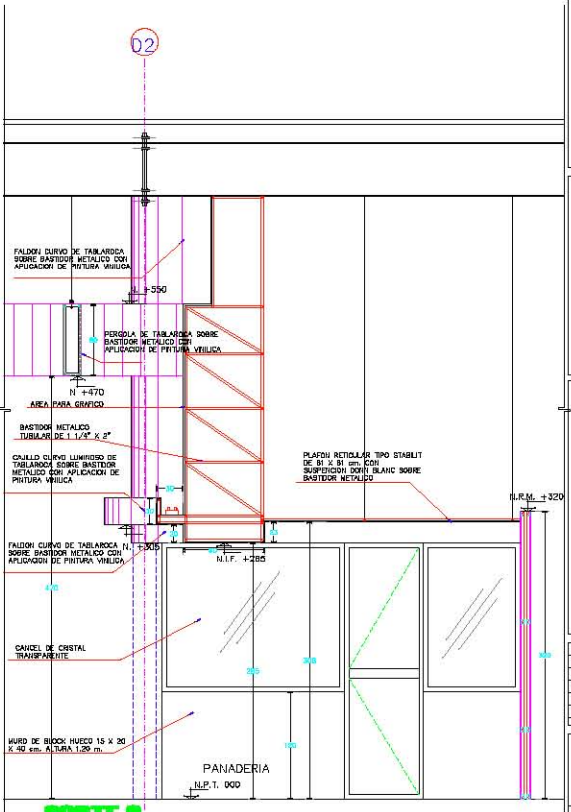 D2
FALDON CURVO DE TABLAROCA
SOBRE BASTIDOR METALICO CON
APLICACION DE PINTURA VINILICA
N. +550
PERGOLA DE TABLAROCA SOBRE
BASTIDOR METALICO CON
APLICACION DE PINTURA VINILICA
N +470
AREA PARA GRAFICO
BASTIDOR METALICO
TUBULAR DE 1 1/4" X 2"
CAJILLO CURVO LUMINOSO DE
TABLAROCA SOBRE BASTIDOR
METALICO CON APLICACION DE
PINTURA VINILICA
PLAFON RETICULAR TIPO STABILIT
DE 61 X 61 cm. CON
SUSPENCION DONN BLANC SOBRE
BASTIDOR METALICO
N.R.M. +320
FALDON CURVO DE TABLAROCA
SOBRE BASTIDOR METALICO CON
APLICACION DE PINTURA VINILICA
N. +305
N.I.F. +285
CANCEL DE CRISTAL
TRANSPARENTE
MURO DE BLOCK HUECO 15 X 20
X 40 cm. ALTURA 1.20 m.
PANADERIA
N.P.T. 000